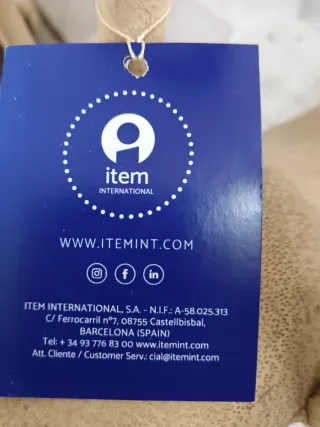 item
INTERNATIONAL
WWW.ITEMINT.COM
ITEM INTERNATIONAL, S.A. - N.I.F.: A-58.025.313
C/ Ferrocarril nº7, 08755 Castellbisbal,
BARCELONA (SPAIN)
Tel: + 34 93 776 83 00 www.itemint.com
Att. Cliente / Customer Serv.: cial@itemint.com